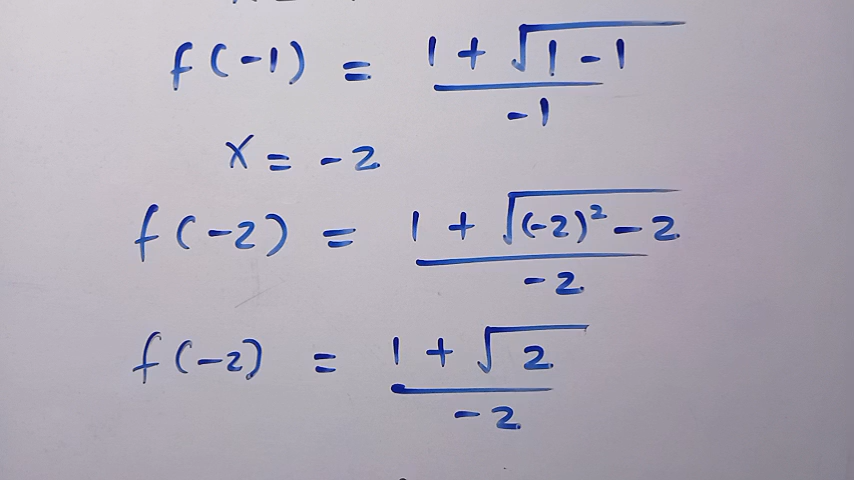 f(-1) = (1 + √(1 - 1))/(-1)
x = -2
f(-2) = (1 + √((-2)² - 2))/(-2)
f(-2) = (1 + √2)/(-2)